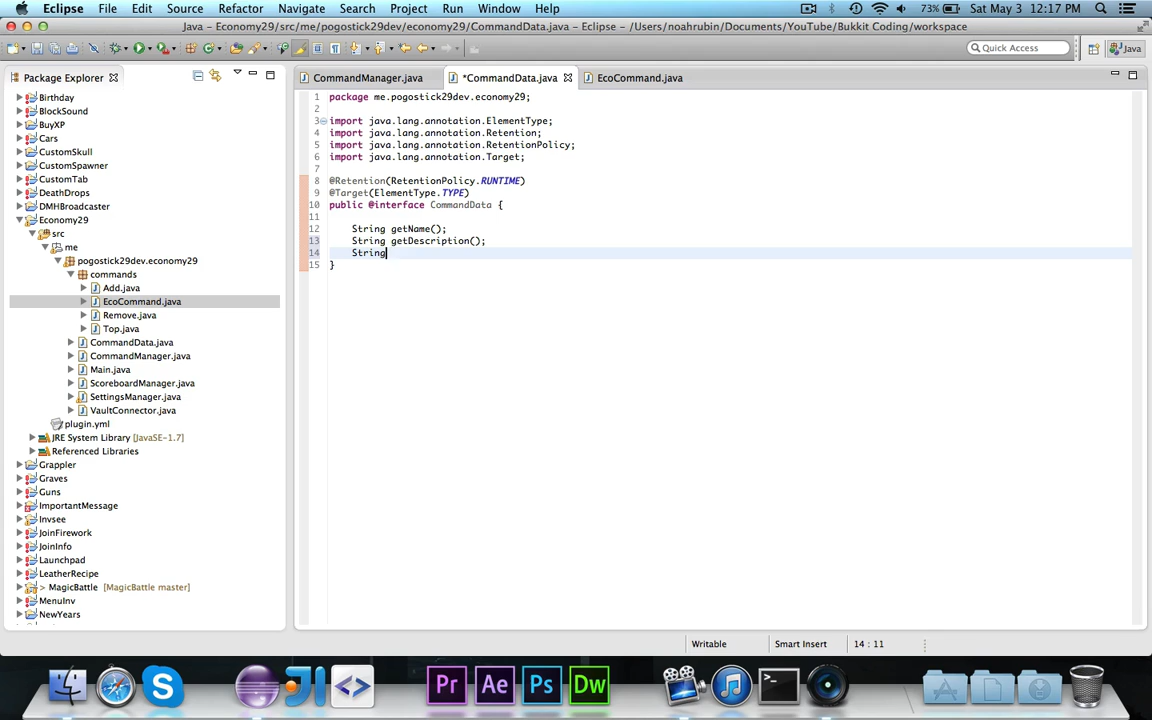 Eclipse File Edit Source Refactor Navigate Search Project Run Window Help 73% Sat May 3 12:17 PM
Java – Economy29/src/me/pogostick29dev/economy29/CommandData.java – Eclipse – /Users/noahrubin/Documents/YouTube/Bukkit Coding/workspace
Quick Access Java
Package Explorer
CommandManager.java *CommandData.java EcoCommand.java
Birthday
BlockSound
BuyXP
Cars
CustomSkull
CustomSpawner
CustomTab
DeathDrops
DMHBroadcaster
Economy29
src
me
pogostick29dev.economy29
commands
Add.java
EcoCommand.java
Remove.java
Top.java
CommandData.java
CommandManager.java
Main.java
ScoreboardManager.java
SettingsManager.java
VaultConnector.java
plugin.yml
JRE System Library [JavaSE-1.7]
Referenced Libraries
Grappler
Graves
Guns
ImportantMessage
Invsee
JoinFirework
JoinInfo
Launchpad
LeatherRecipe
> MagicBattle [MagicBattle master]
MenuInv
NewYears
1 package me.pogostick29dev.economy29;
2
3 import java.lang.annotation.ElementType;
4 import java.lang.annotation.Retention;
5 import java.lang.annotation.RetentionPolicy;
6 import java.lang.annotation.Target;
7
8 @Retention(RetentionPolicy.RUNTIME)
9 @Target(ElementType.TYPE)
10 public @interface CommandData {
11
12 String getName();
13 String getDescription();
14 String
15 }
Writable Smart Insert 14 : 11
Pr Ae Ps Dw